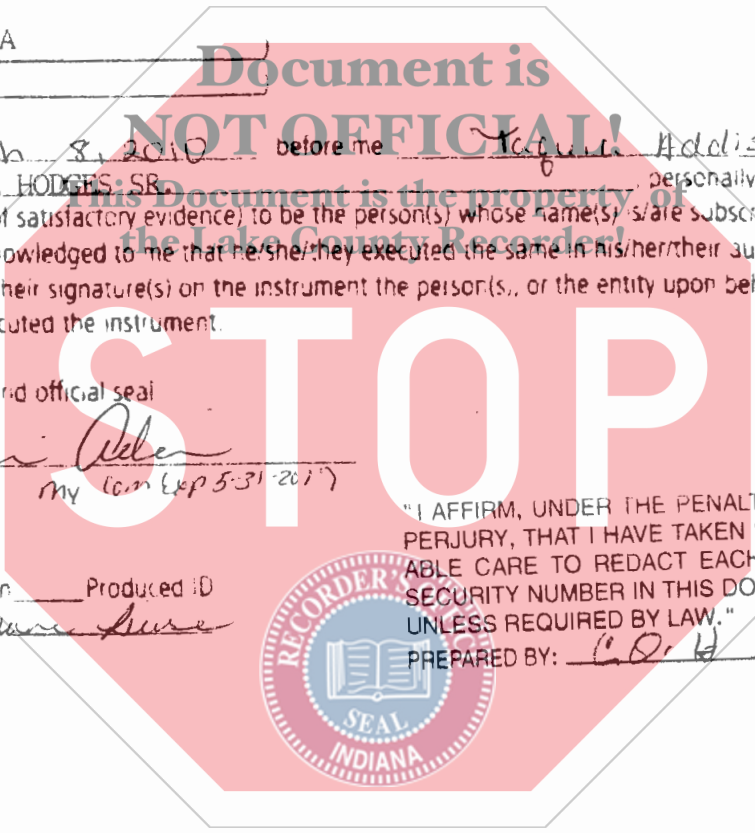 A
Document is
NOT OFFICIAL!
8, 2010 before me Addis
HODGES SR. personally
This Document is the property of
f satisfactory evidence) to be the person(s) whose name(s) is/are subscr
the Lake County Recorder!
owledged to me that he/she/they executed the same in his/her/their au
heir signature(s) on the instrument the person(s), or the entity upon beh
cuted the instrument.
STOP
nd official seal
My Com Exp 5-31-2017
"I AFFIRM, UNDER THE PENALT
PERJURY, THAT I HAVE TAKEN
ABLE CARE TO REDACT EACH
n Produced ID
SECURITY NUMBER IN THIS DO
UNLESS REQUIRED BY LAW."
PREPARED BY:
RECORDER'S OFFICE
SEAL
INDIANA